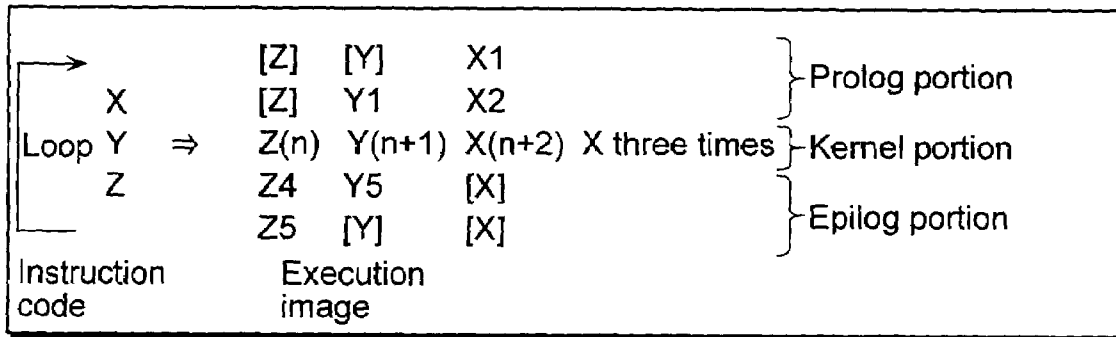 [Z] [Y] X1
Prolog portion
X [Z] Y1 X2
Loop Y ⇒ Z(n) Y(n+1) X(n+2) X three times Kernel portion
Z Z4 Y5 [X]
Epilog portion
Z5 [Y] [X]
Instruction Execution
code image